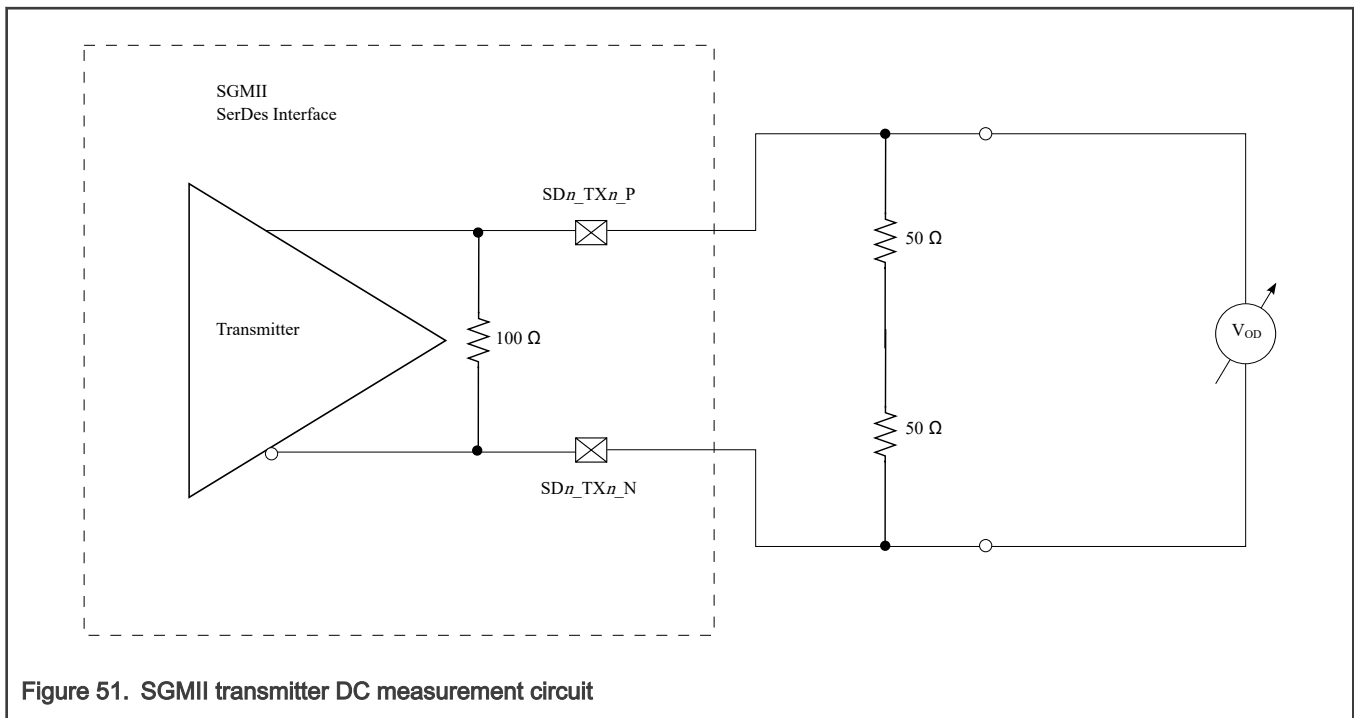 SGMII
SerDes Interface
SDn_TXn_P
50 Ω
Transmitter
100 Ω
VOD
50 Ω
SDn_TXn_N
Figure 51. SGMII transmitter DC measurement circuit